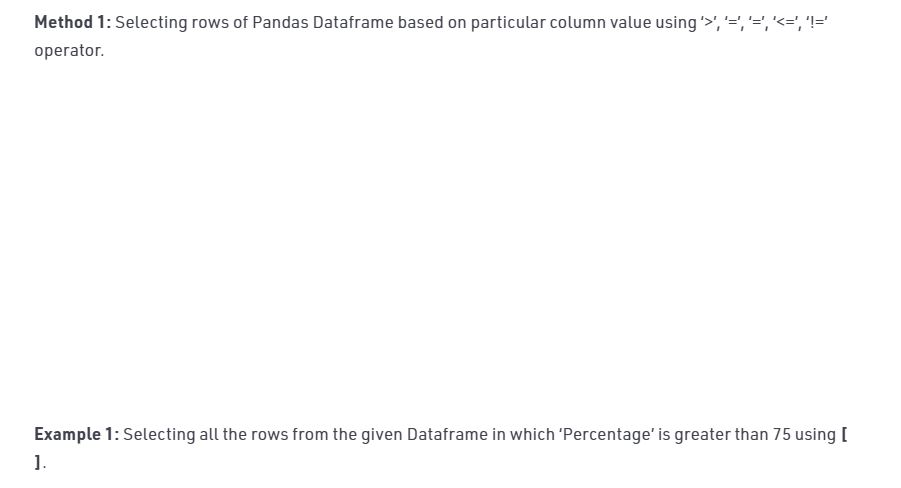 Method 1: Selecting rows of Pandas Dataframe based on particular column value using ‘>’, ‘=’, ‘=’, ‘<=’, ‘!=’
operator.
Example 1: Selecting all the rows from the given Dataframe in which ‘Percentage’ is greater than 75 using [
].